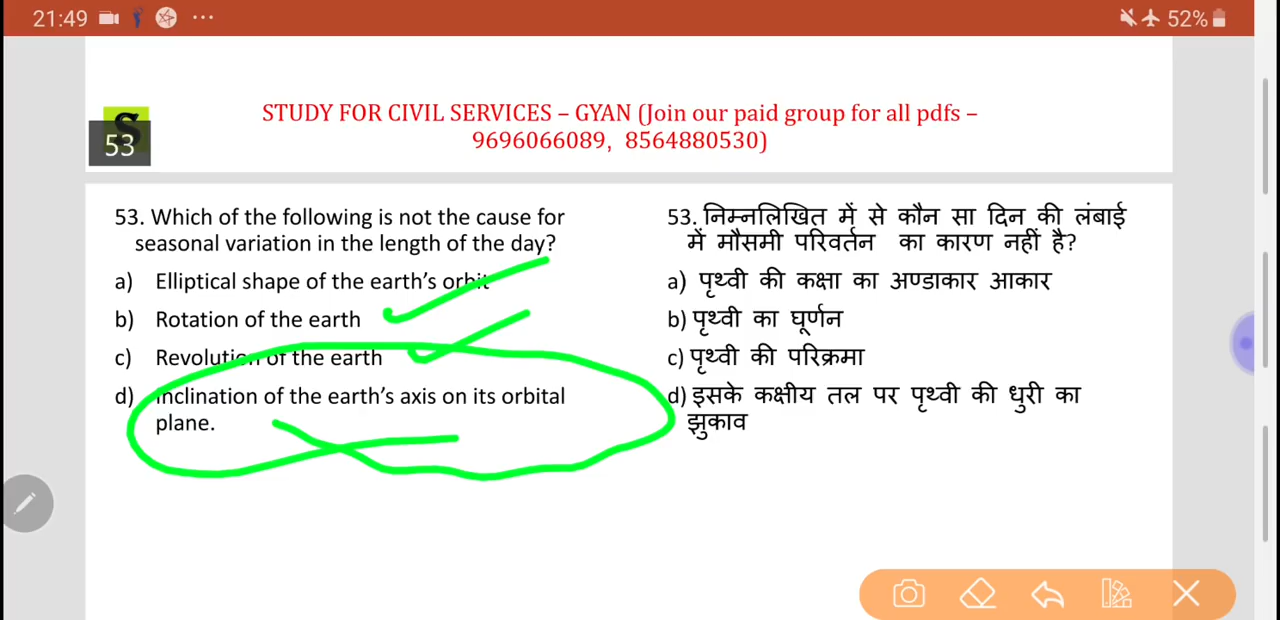 21:49 ... 52%
STUDY FOR CIVIL SERVICES – GYAN (Join our paid group for all pdfs –
9696066089, 8564880530)
S
53
53. Which of the following is not the cause for
seasonal variation in the length of the day?
a) Elliptical shape of the earth's orbit
b) Rotation of the earth
c) Revolution of the earth
d) Inclination of the earth's axis on its orbital
plane.
53. निम्नलिखित में से कौन सा दिन की लंबाई
में मौसमी परिवर्तन का कारण नहीं है?
a) पृथ्वी की कक्षा का अण्डाकार आकार
b) पृथ्वी का घूर्णन
c) पृथ्वी की परिक्रमा
d) इसके कक्षीय तल पर पृथ्वी की धुरी का
झुकाव